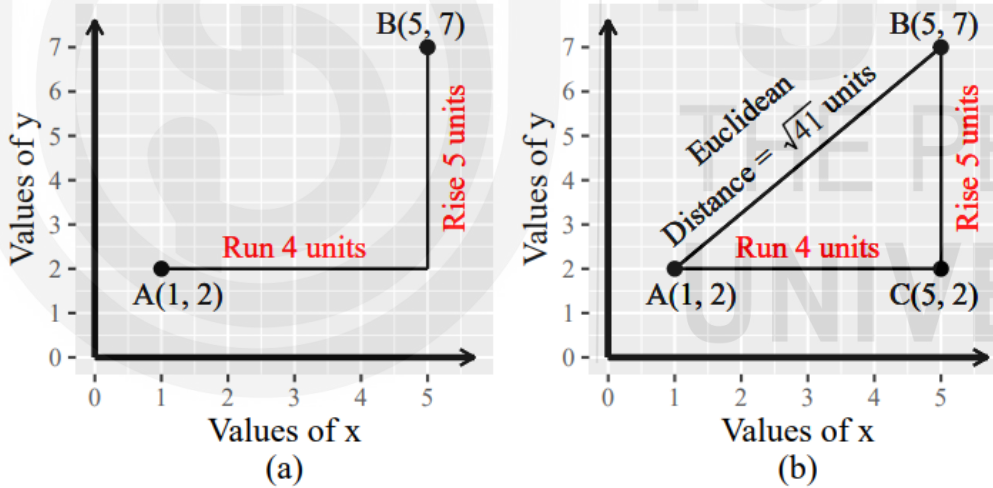 B(5, 7)
7
6
5
4
3
2
1
0
Values of y
Rise 5 units
Run 4 units
A(1, 2)
0 1 2 3 4 5
Values of x
(a)
B(5, 7)
7
6
5
4
3
2
1
0
Values of y
Euclidean
Distance = √41 units
Rise 5 units
Run 4 units
A(1, 2)
C(5, 2)
0 1 2 3 4 5
Values of x
(b)
THE PE
UNIVE